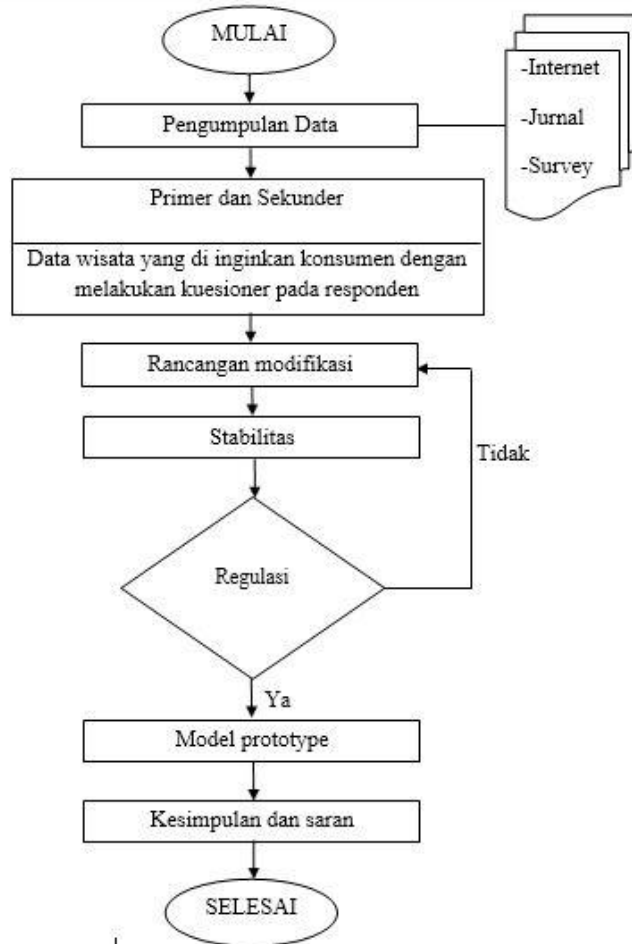 MULAI
Pengumpulan Data
-Internet
-Jurnal
-Survey
Primer dan Sekunder
Data wisata yang di inginkan konsumen dengan
melakukan kuesioner pada responden
Rancangan modifikasi
Stabilitas
Tidak
Regulasi
Ya
Model prototype
Kesimpulan dan saran
SELESAI